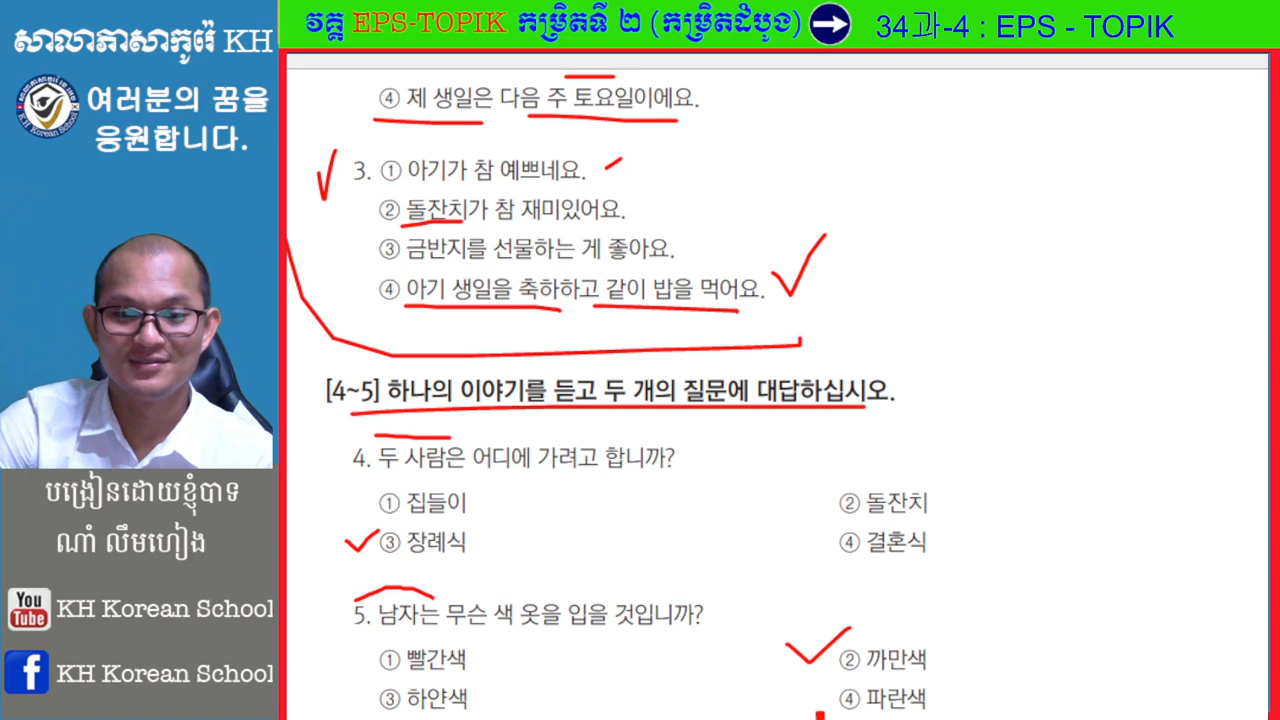 សាលាភាសាកូរ៉េ KH
វគ្គ EPS-TOPIK កម្រិតទី ២ (កម្រិតដំបូង)
34과-4 : EPS - TOPIK
여러분의 꿈을
응원합니다.
④ 제 생일은 다음 주 토요일이에요.
3. ① 아기가 참 예쁘네요.
② 돌잔치가 참 재미있어요.
③ 금반지를 선물하는 게 좋아요.
④ 아기 생일을 축하하고 같이 밥을 먹어요.
[4~5] 하나의 이야기를 듣고 두 개의 질문에 대답하십시오.
4. 두 사람은 어디에 가려고 합니까?
① 집들이
② 돌잔치
③ 장례식
④ 결혼식
5. 남자는 무슨 색 옷을 입을 것입니까?
① 빨간색
② 까만색
③ 하얀색
④ 파란색
បង្រៀនដោយខ្ញុំបាទ
ណាំ លឹមហៀង
You Tube KH Korean School
f KH Korean School